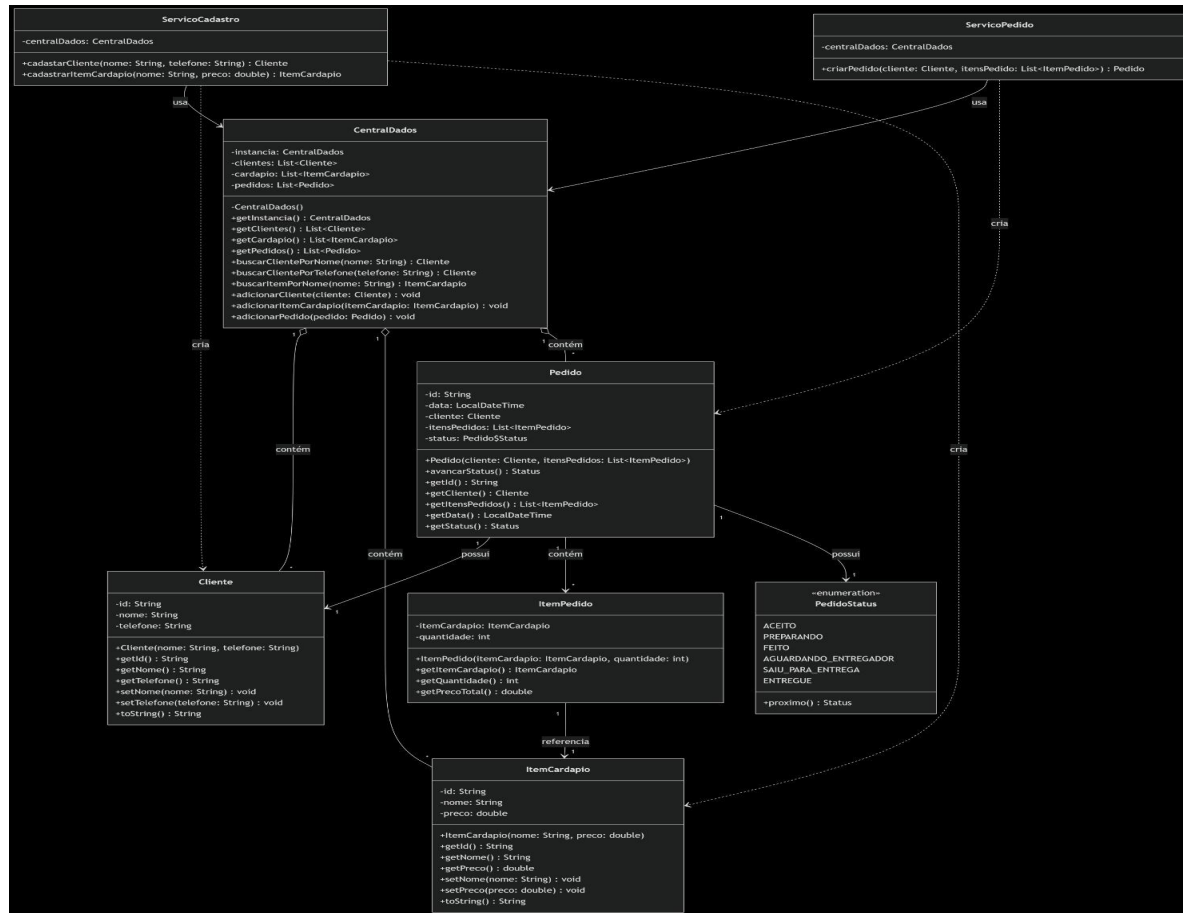 ServicoCadastro
-centralDados: CentralDados
+cadastarCliente(nome: String, telefone: String) : Cliente
+cadastrarItemCardapio(nome: String, preco: double) : ItemCardapio
ServicoPedido
-centralDados: CentralDados
+criarPedido(cliente: Cliente, itensPedido: List<ItemPedido>) : Pedido
usa
usa
CentralDados
-instancia: CentralDados
-clientes: List<Cliente>
-cardapio: List<ItemCardapio>
-pedidos: List<Pedido>
-CentralDados()
+getInstancia() : CentralDados
+getClientes() : List<Cliente>
+getCardapio() : List<ItemCardapio>
+getPedidos() : List<Pedido>
+buscarClientePorNome(nome: String) : Cliente
+buscarClientePorTelefone(telefone: String) : Cliente
+buscarItemPorNome(nome: String) : ItemCardapio
+adicionarCliente(cliente: Cliente) : void
+adicionarItemCardapio(itemCardapio: ItemCardapio) : void
+adicionarPedido(pedido: Pedido) : void
cria
1
1
1
cria
contém
*
Pedido
-id: String
-data: LocalDateTime
-cliente: Cliente
-itensPedidos: List<ItemPedido>
-status: Pedido$Status
+Pedido(cliente: Cliente, itensPedidos: List<ItemPedido>)
+avancarStatus() : Status
+getId() : String
+getCliente() : Cliente
+getItensPedidos() : List<ItemPedido>
+getData() : LocalDateTime
+getStatus() : Status
contém
cria
1
1
1
contém
possui
contém
possui
*
*
1
1
Cliente
-id: String
-nome: String
-telefone: String
+Cliente(nome: String, telefone: String)
+getId() : String
+getNome() : String
+getTelefone() : String
+setNome(nome: String) : void
+setTelefone(telefone: String) : void
+toString() : String
ItemPedido
-itemCardapio: ItemCardapio
-quantidade: int
+ItemPedido(itemCardapio: ItemCardapio, quantidade: int)
+getItemCardapio() : ItemCardapio
+getQuantidade() : int
+getPrecoTotal() : double
«enumeration»
PedidoStatus
ACEITO
PREPARANDO
FEITO
AGUARDANDO_ENTREGADOR
SAIU_PARA_ENTREGA
ENTREGUE
+proximo() : Status
1
referencia
1
*
ItemCardapio
-id: String
-nome: String
-preco: double
+ItemCardapio(nome: String, preco: double)
+getId() : String
+getNome() : String
+getPreco() : double
+setNome(nome: String) : void
+setPreco(preco: double) : void
+toString() : String